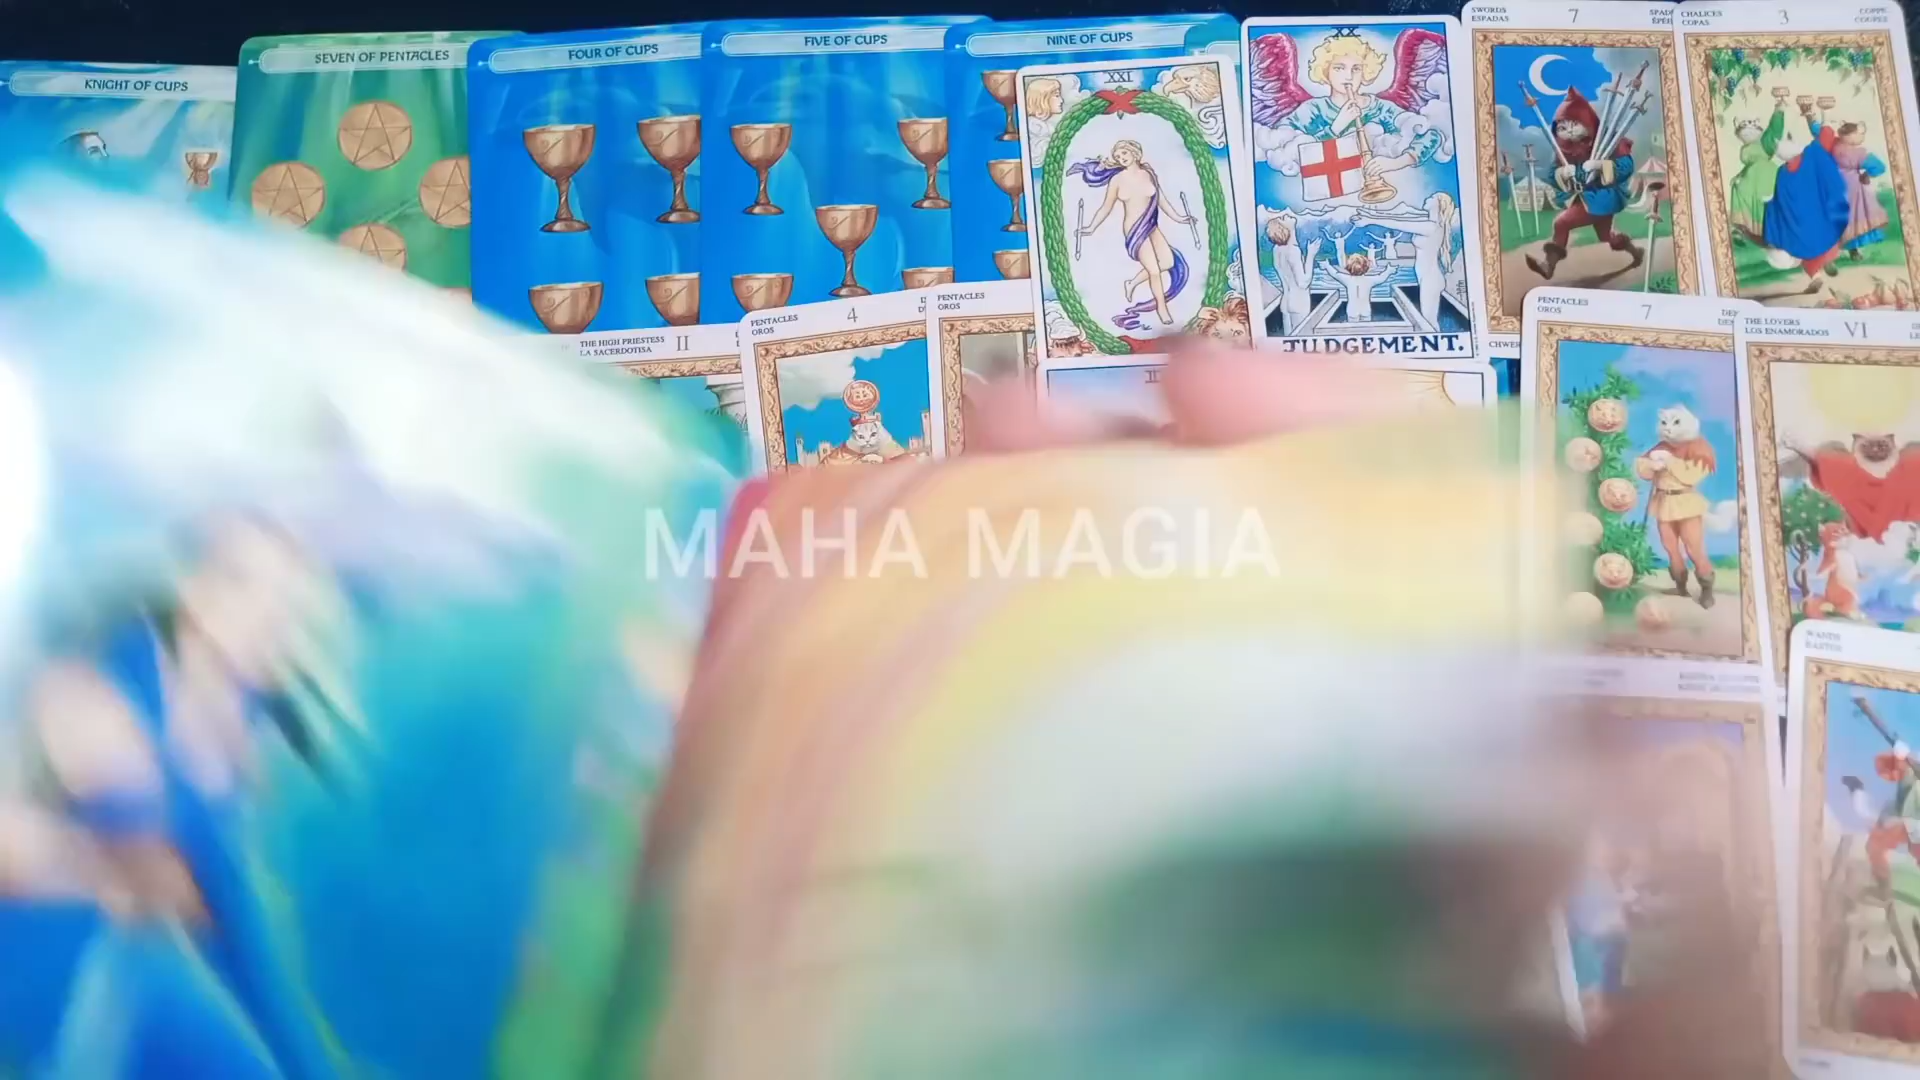 KNIGHT OF CUPS
SEVEN OF PENTACLES
FOUR OF CUPS
FIVE OF CUPS
NINE OF CUPS
XXI
XX
JUDGEMENT.
SWORDS
ESPADAS
7
CHALICES
COPAS
3
COPPE
COUPES
THE HIGH PRIESTESS
LA SACERDOTISA
II
PENTACLES
OROS
4
PENTACLES
OROS
PENTACLES
OROS
7
THE LOVERS
LOS ENAMORADOS
VI
WANDS
BASTOS
MAHA MAGIA